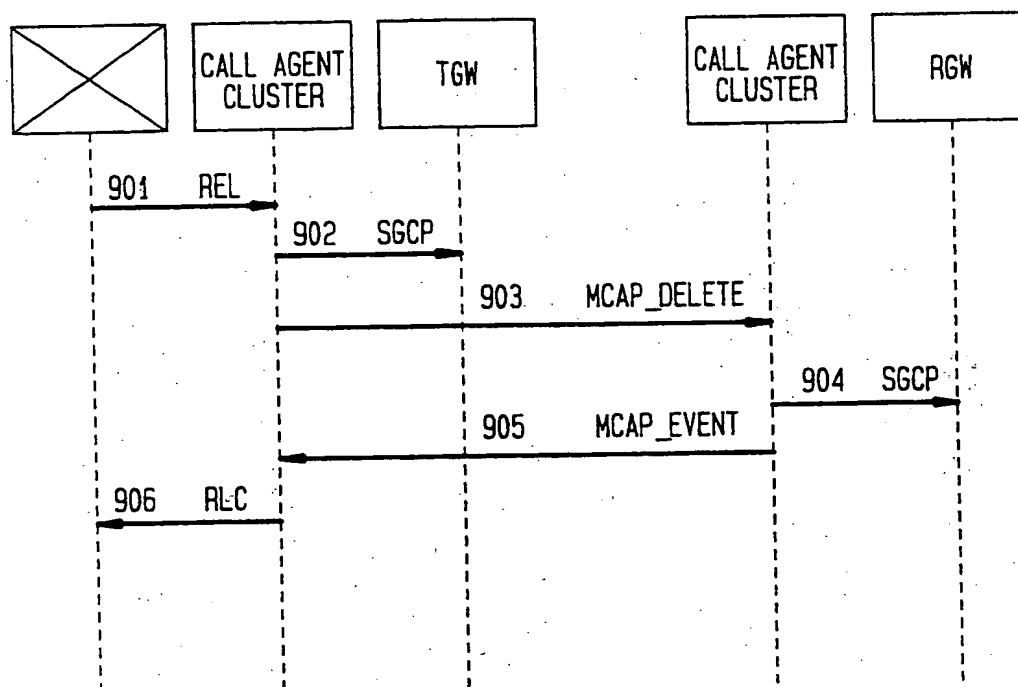 CALL AGENT
CLUSTER
TGW
CALL AGENT
CLUSTER
RGW
901 REL
902 SGCP
903 MCAP_DELETE
904 SGCP
905 MCAP_EVENT
906 RLC